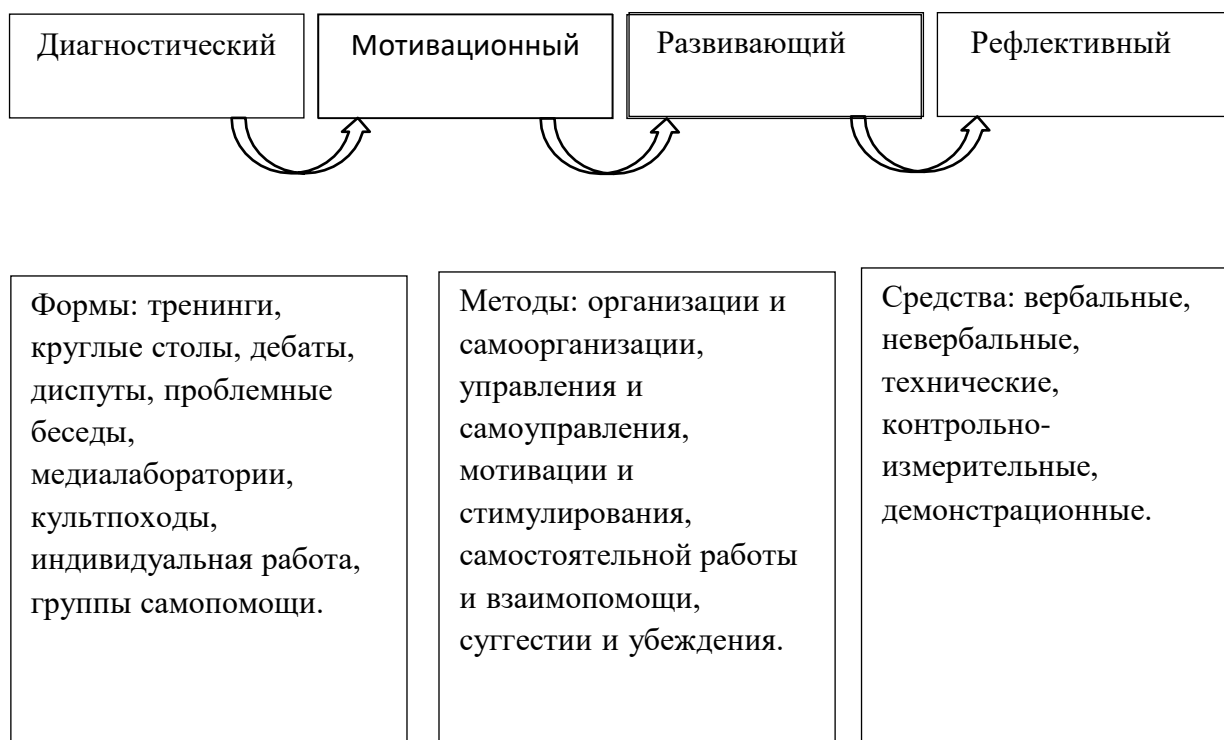 Диагностический
Мотивационный
Развивающий
Рефлективный
Формы: тренинги,
круглые столы, дебаты,
диспуты, проблемные
беседы,
медиалаборатории,
культпоходы,
индивидуальная работа,
группы самопомощи.
Методы: организации и
самоорганизации,
управления и
самоуправления,
мотивации и
стимулирования,
самостоятельной работы
и взаимопомощи,
суггестии и убеждения.
Средства: вербальные,
невербальные,
технические,
контрольно-
измерительные,
демонстрационные.